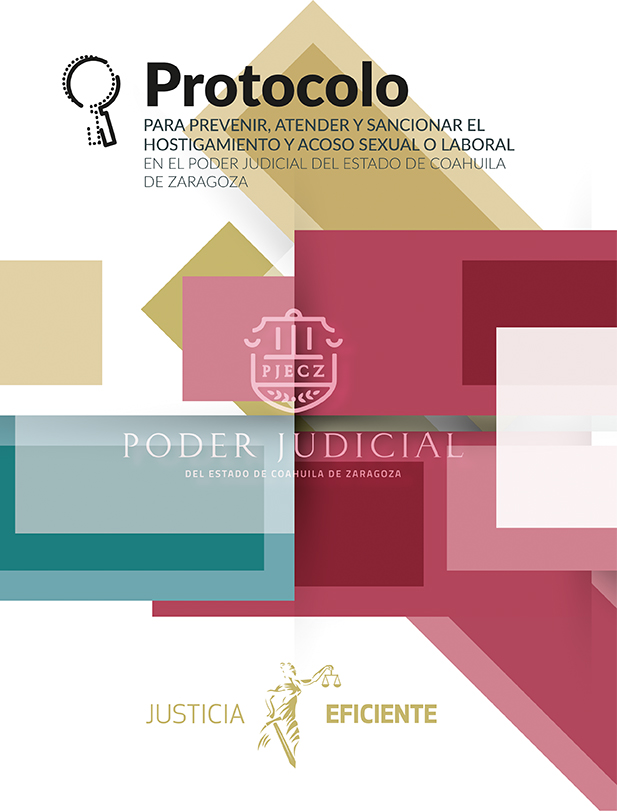 Protocolo
PARA PREVENIR, ATENDER Y SANCIONAR EL
HOSTIGAMIENTO Y ACOSO SEXUAL O LABORAL
EN EL PODER JUDICIAL DEL ESTADO DE COAHUILA
DE ZARAGOZA
PJECZ
PODER JUDICIAL
DEL ESTADO DE COAHUILA DE ZARAGOZA
JUSTICIA EFICIENTE